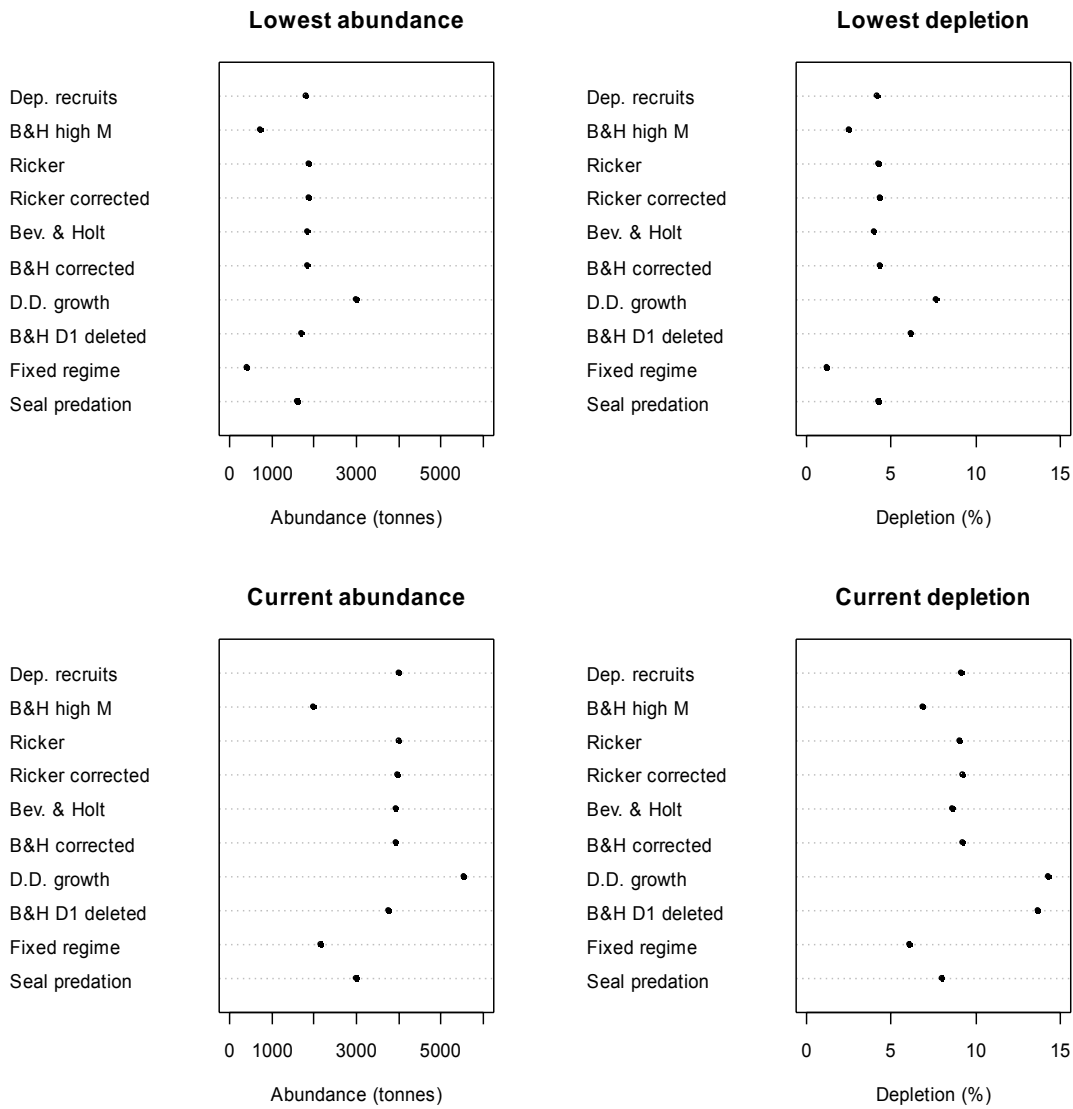 Lowest abundance
Dep. recruits
B&H high M
Ricker
Ricker corrected
Bev. & Holt
B&H corrected
D.D. growth
B&H D1 deleted
Fixed regime
Seal predation
0 1000 3000 5000
Abundance (tonnes)
Lowest depletion
Dep. recruits
B&H high M
Ricker
Ricker corrected
Bev. & Holt
B&H corrected
D.D. growth
B&H D1 deleted
Fixed regime
Seal predation
0 5 10 15
Depletion (%)
Current abundance
Dep. recruits
B&H high M
Ricker
Ricker corrected
Bev. & Holt
B&H corrected
D.D. growth
B&H D1 deleted
Fixed regime
Seal predation
0 1000 3000 5000
Abundance (tonnes)
Current depletion
Dep. recruits
B&H high M
Ricker
Ricker corrected
Bev. & Holt
B&H corrected
D.D. growth
B&H D1 deleted
Fixed regime
Seal predation
0 5 10 15
Depletion (%)